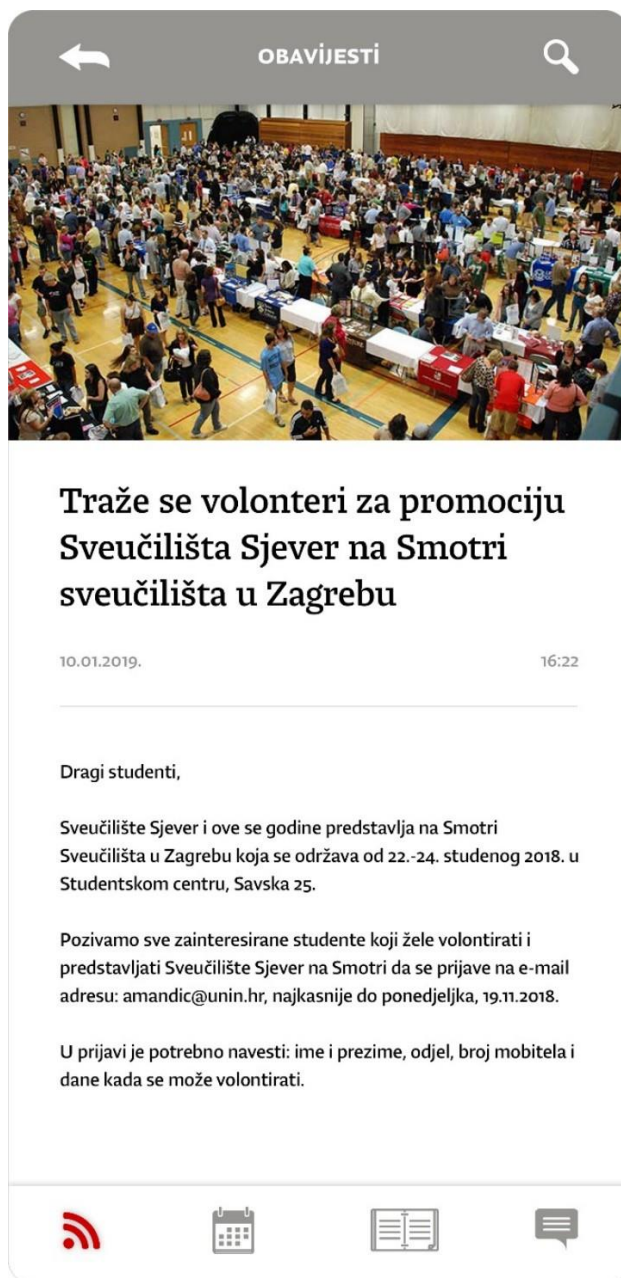 OBAVIJESTI
Traže se volonteri za promociju
Sveučilišta Sjever na Smotri
sveučilišta u Zagrebu
10.01.2019.
16:22
Dragi studenti,
Sveučilište Sjever i ove se godine predstavlja na Smotri
Sveučilišta u Zagrebu koja se održava od 22.-24. studenog 2018. u
Studentskom centru, Savska 25.
Pozivamo sve zainteresirane studente koji žele volontirati i
predstavljati Sveučilište Sjever na Smotri da se prijave na e-mail
adresu: amandic@unin.hr, najkasnije do ponedjeljka, 19.11.2018.
U prijavi je potrebno navesti: ime i prezime, odjel, broj mobitela i
dane kada se može volontirati.